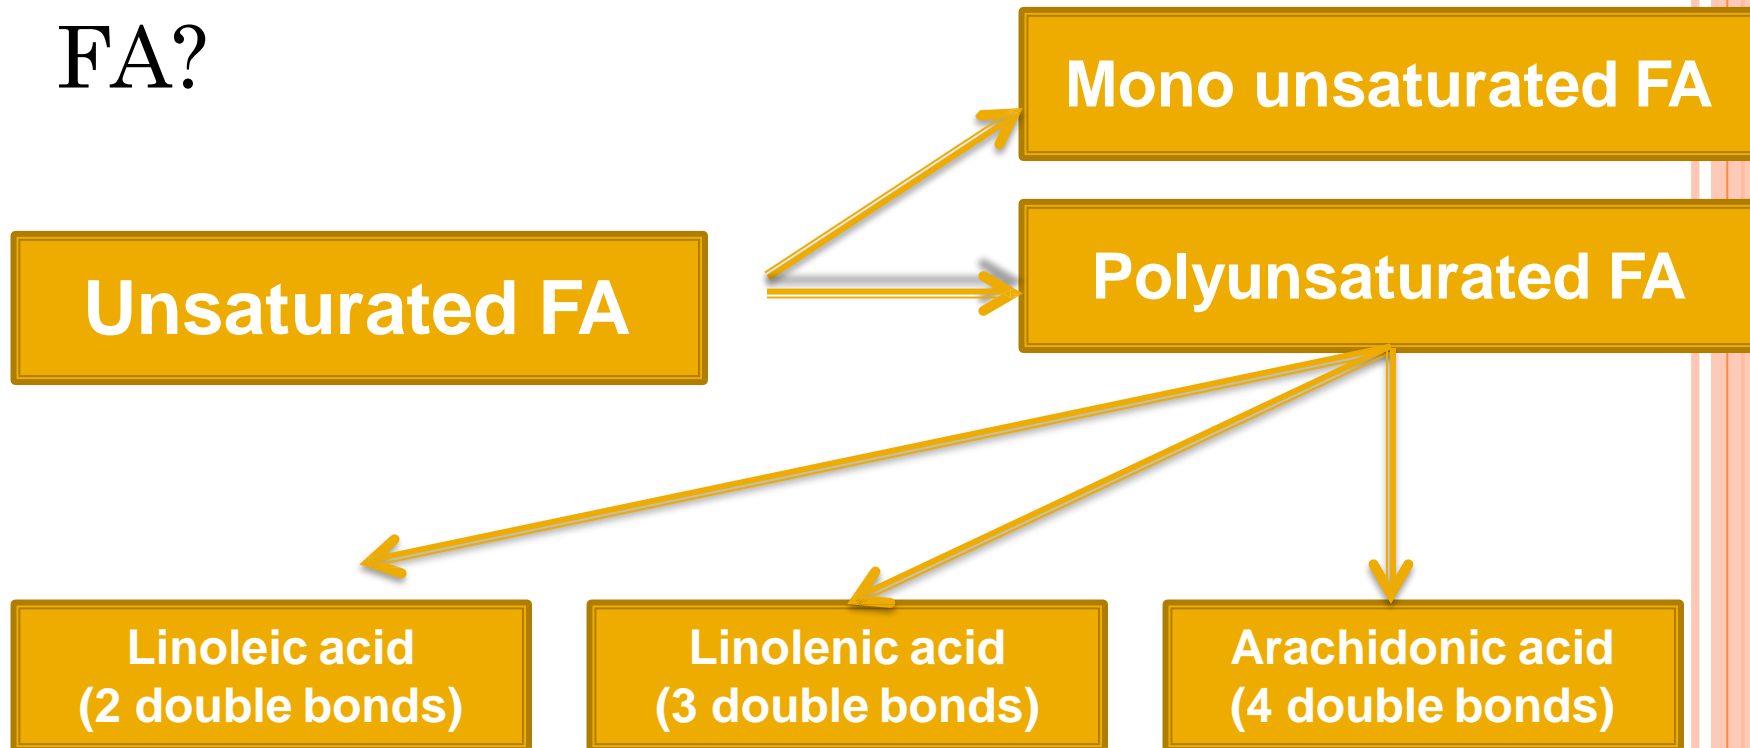 FA?
Mono unsaturated FA
Unsaturated FA
Polyunsaturated FA
Linoleic acid
(2 double bonds)
Linolenic acid
(3 double bonds)
Arachidonic acid
(4 double bonds)